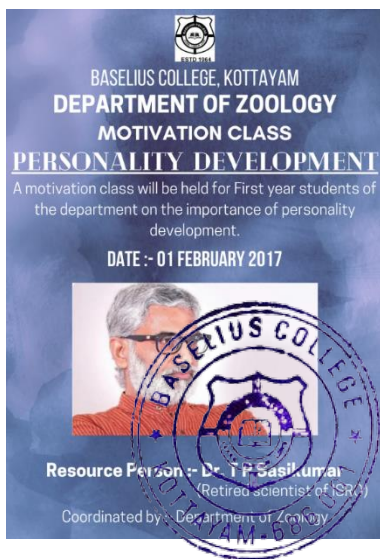 ESTD 1964
BASELIUS COLLEGE, KOTTAYAM
DEPARTMENT OF ZOOLOGY
MOTIVATION CLASS
PERSONALITY DEVELOPMENT
A motivation class will be held for First year students of
the department on the importance of personality
development.
DATE :- 01 FEBRUARY 2017
BASELIUS COLLEGE
Resource Person:- Dr. T P Sasikumar
(Retired scientist of ISRO)
Coordinated by :- Department of Zoology
KOTTAYAM-686001